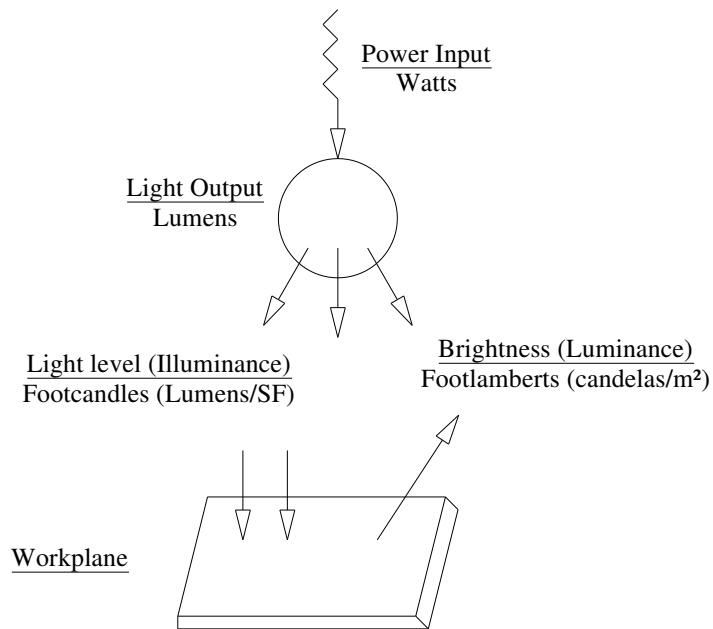 Power Input
Watts
Light Output
Lumens
Light level (Illuminance)
Footcandles (Lumens/SF)
Brightness (Luminance)
Footlamberts (candelas/m²)
Workplane